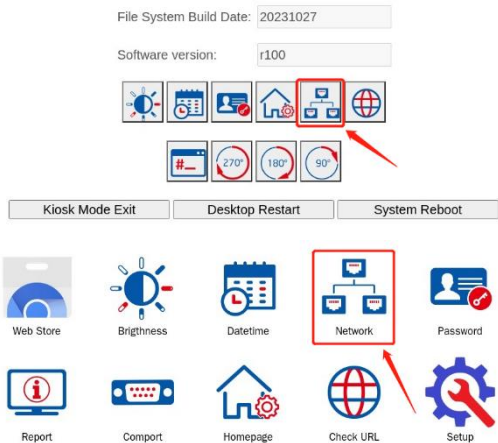 File System Build Date: 20231027
Software version: r100
#_ 270° 180° 90°
Kiosk Mode Exit Desktop Restart System Reboot
Web Store Brigthness Datetime Network Password
Report Comport Homepage Check URL Setup